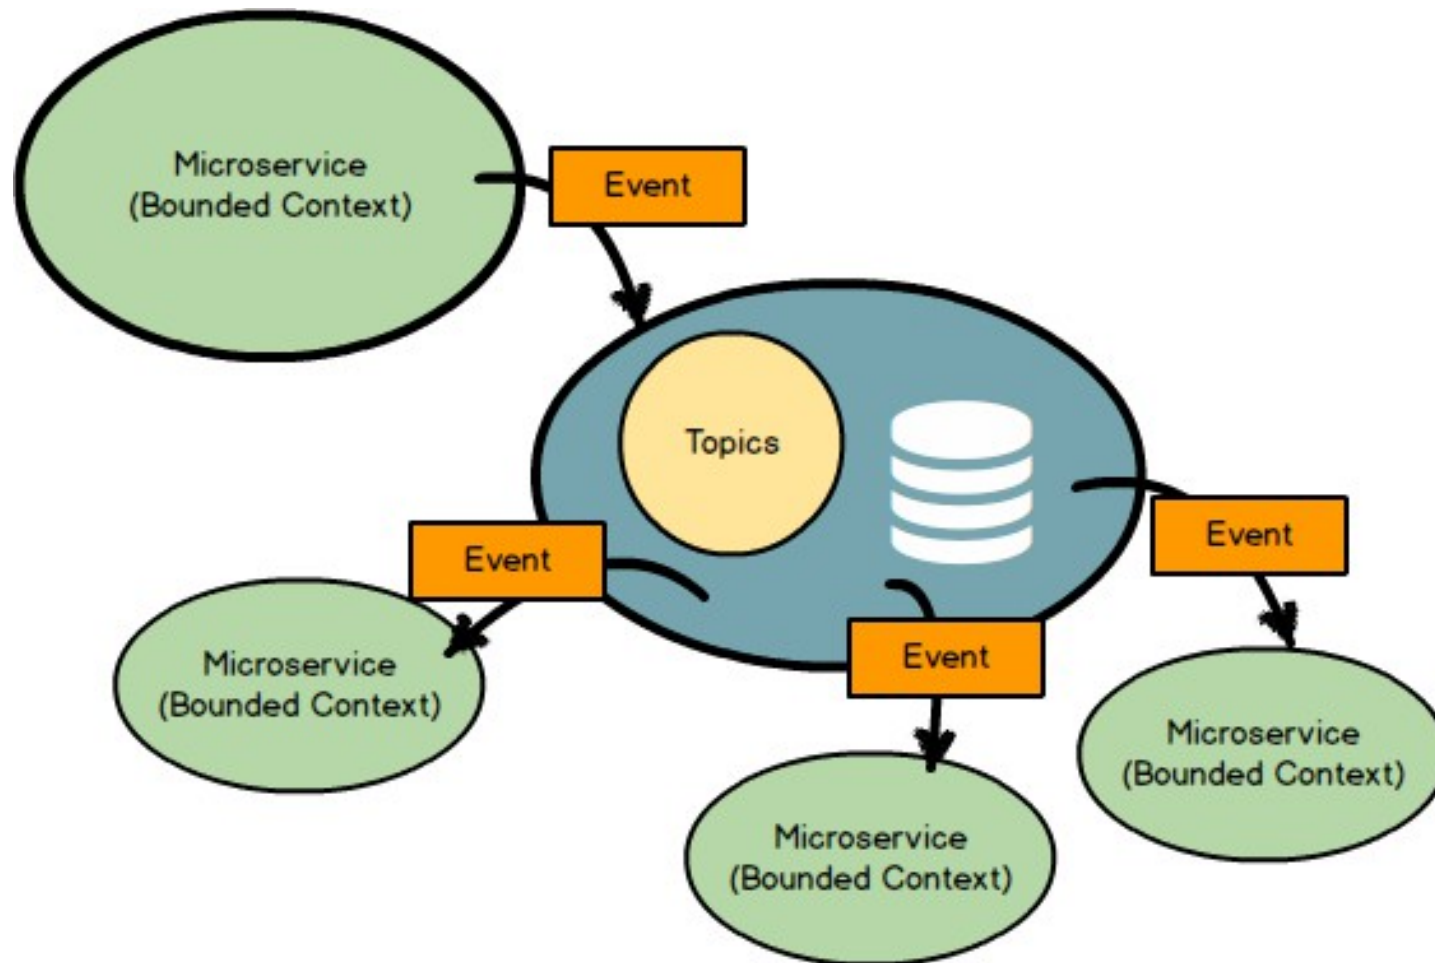 Microservice
(Bounded Context)
Event
Topics
Event
Event
Event
Microservice
(Bounded Context)
Microservice
(Bounded Context)
Microservice
(Bounded Context)